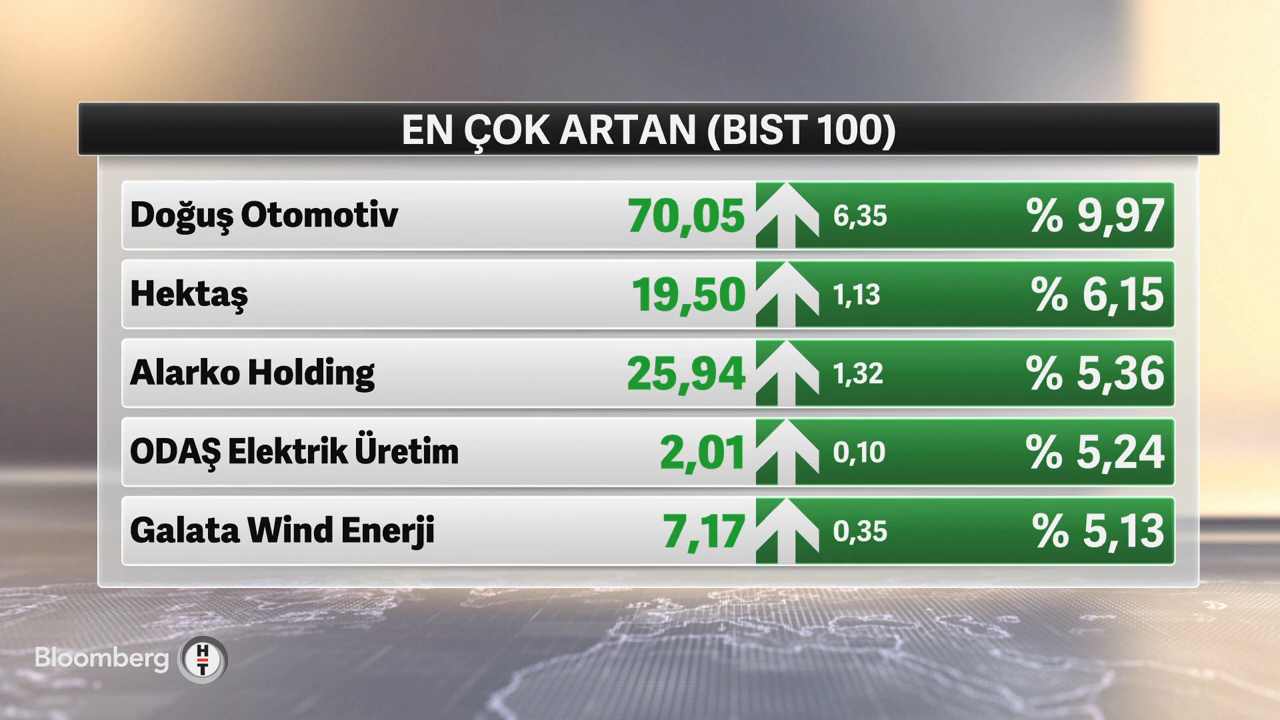 EN ÇOK ARTAN (BIST 100)
Doğuş Otomotiv 70,05 6,35 % 9,97
Hektaş 19,50 1,13 % 6,15
Alarko Holding 25,94 1,32 % 5,36
ODAŞ Elektrik Üretim 2,01 0,10 % 5,24
Galata Wind Enerji 7,17 0,35 % 5,13
Bloomberg HT